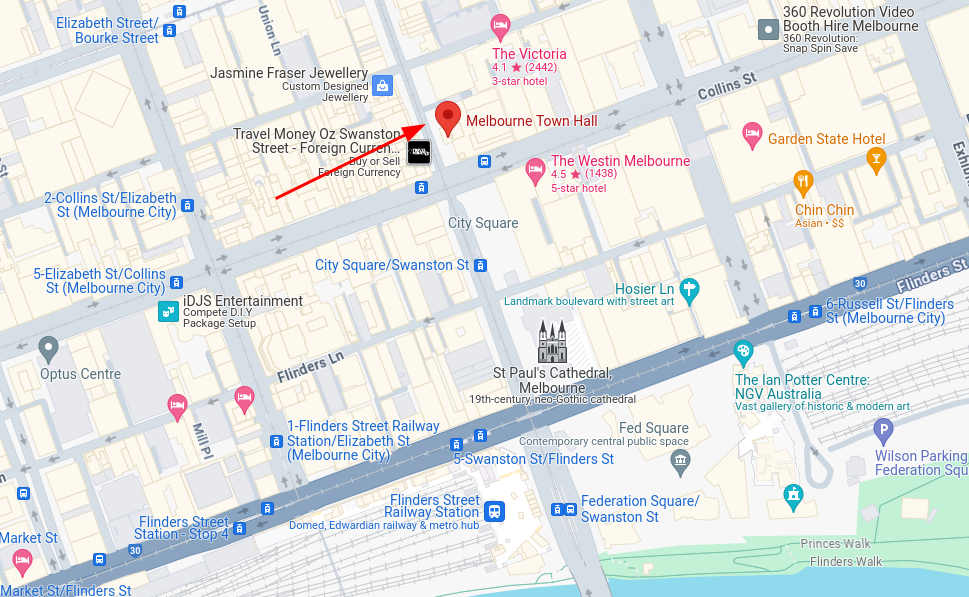 Elizabeth Street/
Bourke Street
Union Ln
The Victoria
4.1 ★ (2442)
3-star hotel
360 Revolution Video
Booth Hire Melbourne
360 Revolution:
Snap Spin Save
Jasmine Fraser Jewellery
Custom Designed
Jewellery
Collins St
Melbourne Town Hall
Travel Money Oz Swanston
Street - Foreign Curren...
Buy or Sell
Foreign Currency
Garden State Hotel
The Westin Melbourne
4.5 ★ (1438)
5-star hotel
2-Collins St/Elizabeth
St (Melbourne City)
Chin Chin
Asian • $$
City Square
City Square/Swanston St
5-Elizabeth St/Collins
St (Melbourne City)
30
Flinders St
Hosier Ln
Landmark boulevard with street art
6-Russell St/Flinders
St (Melbourne City)
iDJS Entertainment
Compete D.I.Y
Package Setup
Optus Centre
Flinders Ln
St Paul's Cathedral,
Melbourne
19th-century, neo-Gothic cathedral
The Ian Potter Centre:
NGV Australia
Vast gallery of historic & modern art
Mill Pl
1-Flinders Street Railway
Station/Elizabeth St
(Melbourne City)
Fed Square
Contemporary central public space
5-Swanston St/Flinders St
P
Wilson Parking
Federation Squ
Flinders Street
Railway Station
Domed, Edwardian railway & metro hub
Federation Square/
Swanston St
Flinders Street
Station - Stop 4
Market St
30
Princes Walk
Flinders Walk
Market St/Flinders St